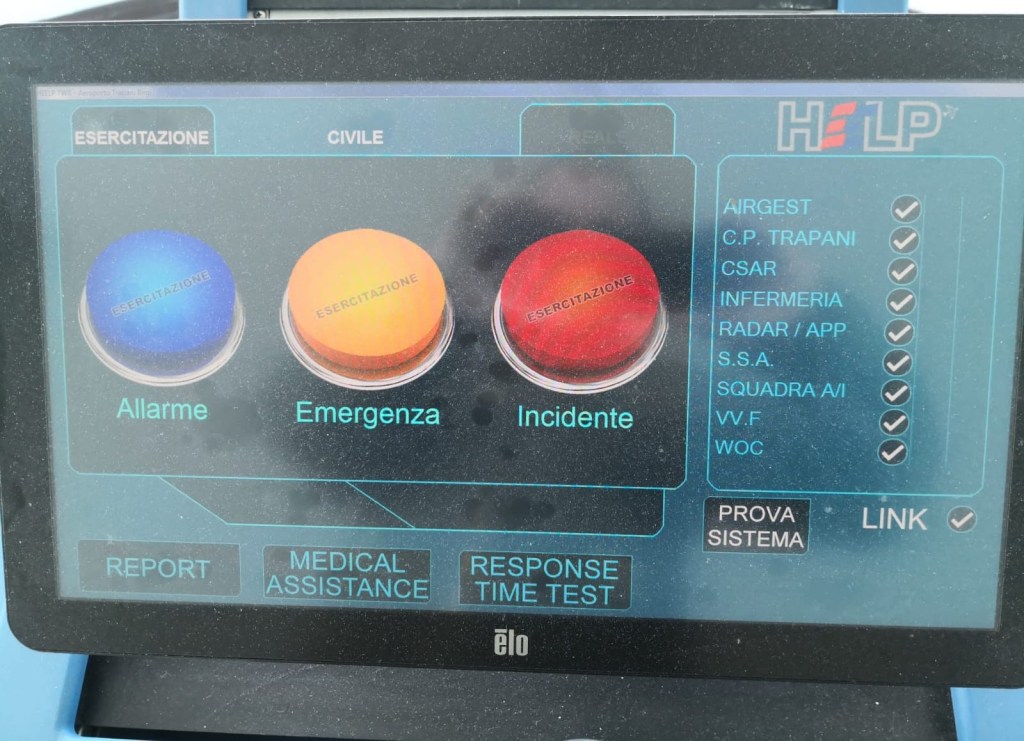 ESERCITAZIONE
CIVILE
REALE
HELP
ESERCITAZIONE
ESERCITAZIONE
ESERCITAZIONE
Allarme
Emergenza
Incidente
AIRGEST
C.P. TRAPANI
CSAR
INFERMERIA
RADAR / APP
S.S.A.
SQUADRA A/I
VV.F
WOC
PROVA
SISTEMA
LINK
REPORT
MEDICAL
ASSISTANCE
RESPONSE
TIME TEST
elo